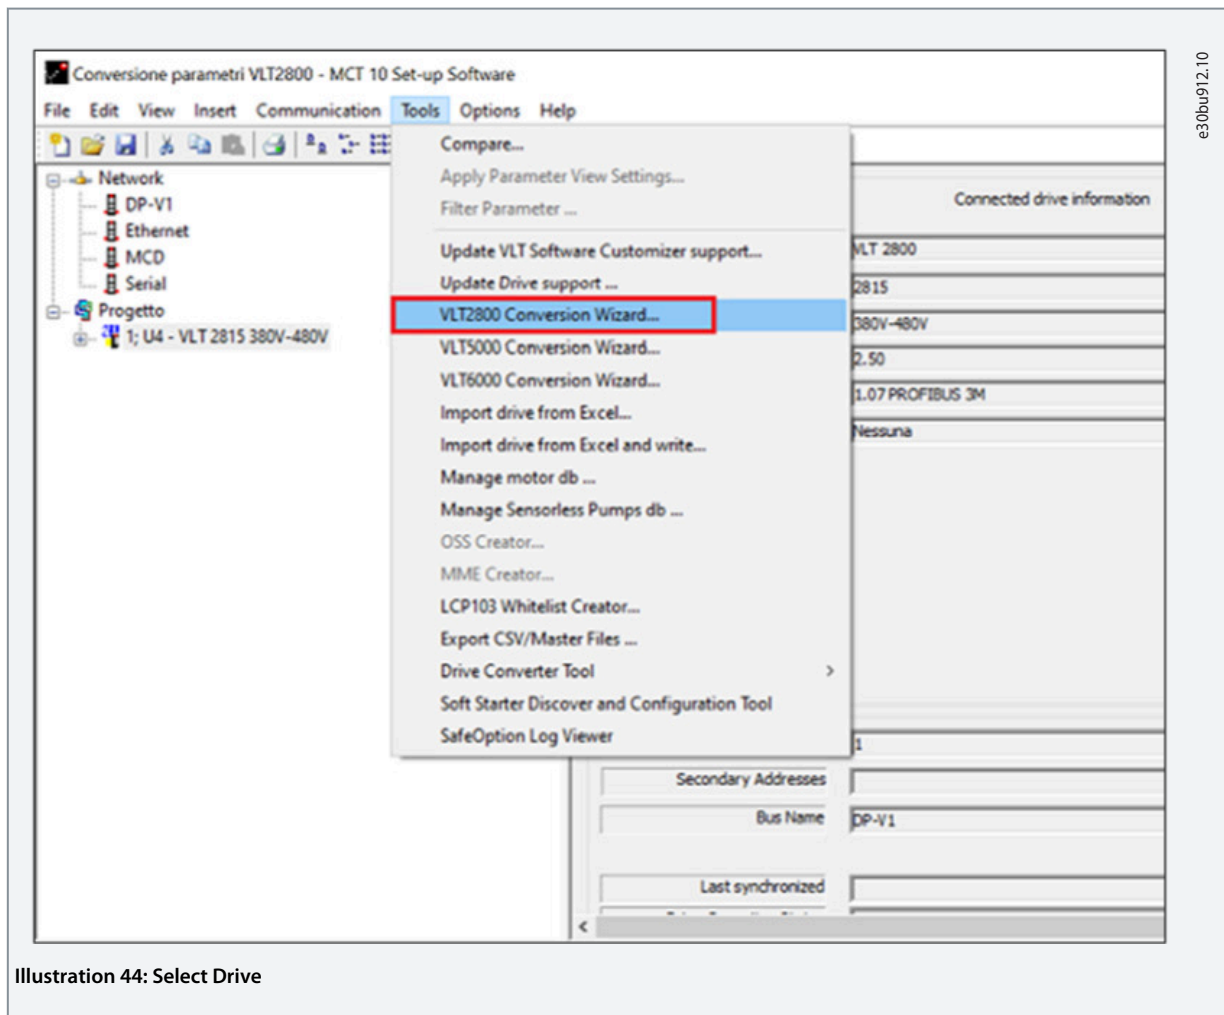 e30bu912.10
Conversione parametri VLT2800 - MCT 10 Set-up Software
File Edit View Insert Communication Tools Options Help
Network
DP-V1
Ethernet
MCD
Serial
Progetto
1; U4 - VLT 2815 380V-480V
Compare...
Apply Parameter View Settings...
Filter Parameter ...
Update VLT Software Customizer support...
Update Drive support ...
VLT2800 Conversion Wizard...
VLT5000 Conversion Wizard...
VLT6000 Conversion Wizard...
Import drive from Excel...
Import drive from Excel and write...
Manage motor db ...
Manage Sensorless Pumps db ...
OSS Creator...
MME Creator...
LCP103 Whitelist Creator...
Export CSV/Master Files ...
Drive Converter Tool >
Soft Starter Discover and Configuration Tool
SafeOption Log Viewer
Connected drive information
VLT 2800
2815
380V-480V
2.50
1.07 PROFIBUS 3M
Nessuna
1
Secondary Addresses
Bus Name DP-V1
Last synchronized
Illustration 44: Select Drive